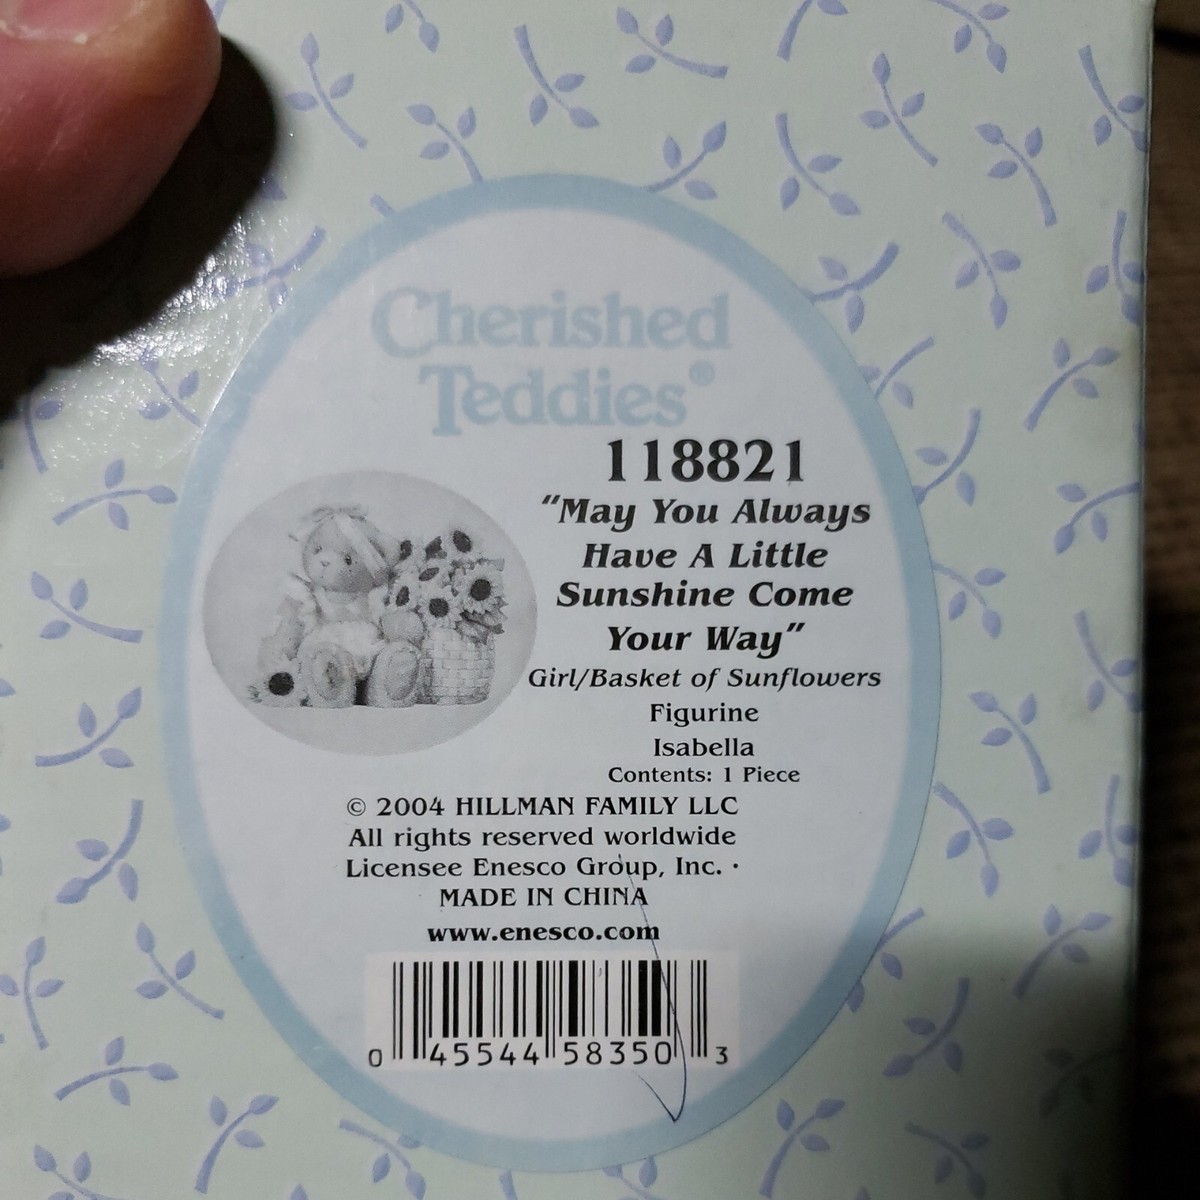 Cherished
Teddies®
118821
"May You Always
Have A Little
Sunshine Come
Your Way"
Girl/Basket of Sunflowers
Figurine
Isabella
Contents: 1 Piece
© 2004 HILLMAN FAMILY LLC
All rights reserved worldwide
Licensee Enesco Group, Inc. ·
MADE IN CHINA
www.enesco.com
0 45544 58350 3